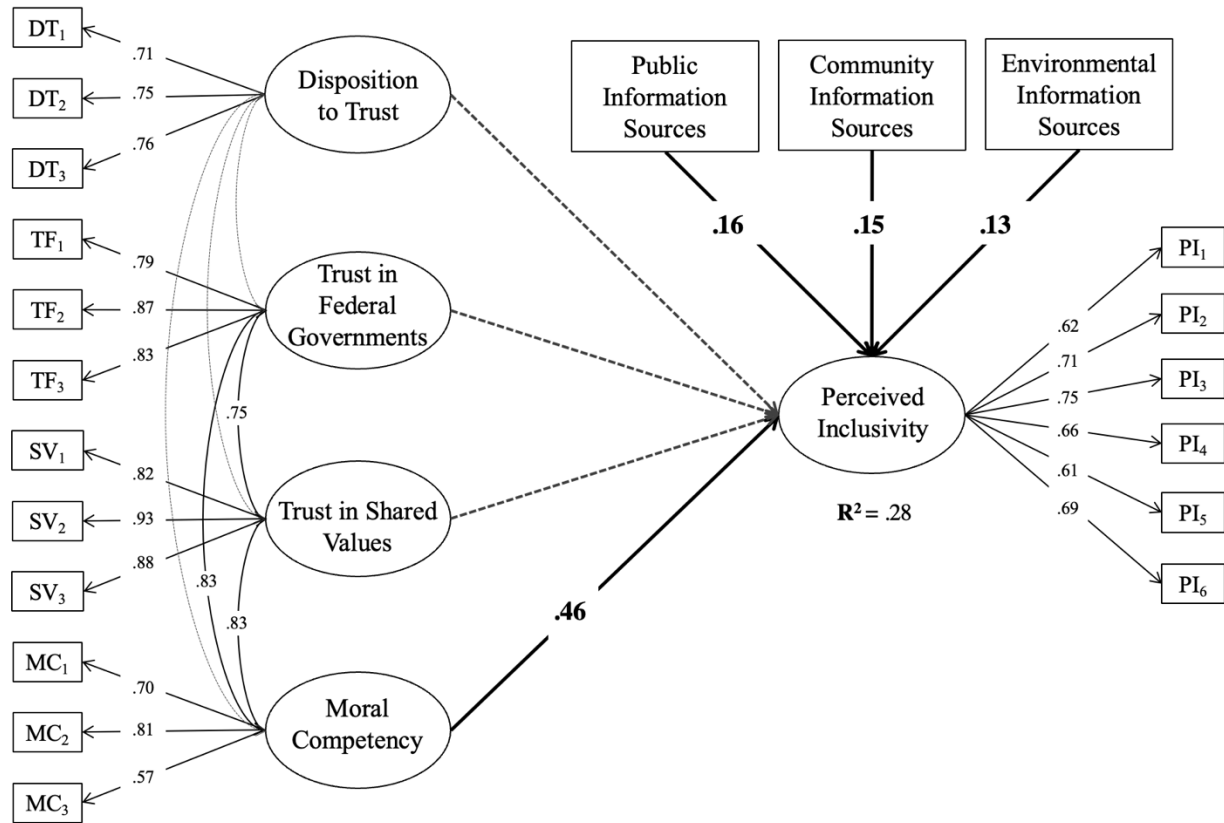 DT1
DT2
DT3
.71
.75
.76
Disposition
to Trust
TF1
TF2
TF3
.79
.87
.83
Trust in
Federal
Governments
SV1
SV2
SV3
.82
.93
.88
Trust in Shared
Values
MC1
MC2
MC3
.70
.81
.57
Moral
Competency
.75
.83
.83
.46
Public
Information
Sources
Community
Information
Sources
Environmental
Information
Sources
.16
.15
.13
Perceived
Inclusivity
R² = .28
.62
.71
.75
.66
.61
.69
PI1
PI2
PI3
PI4
PI5
PI6